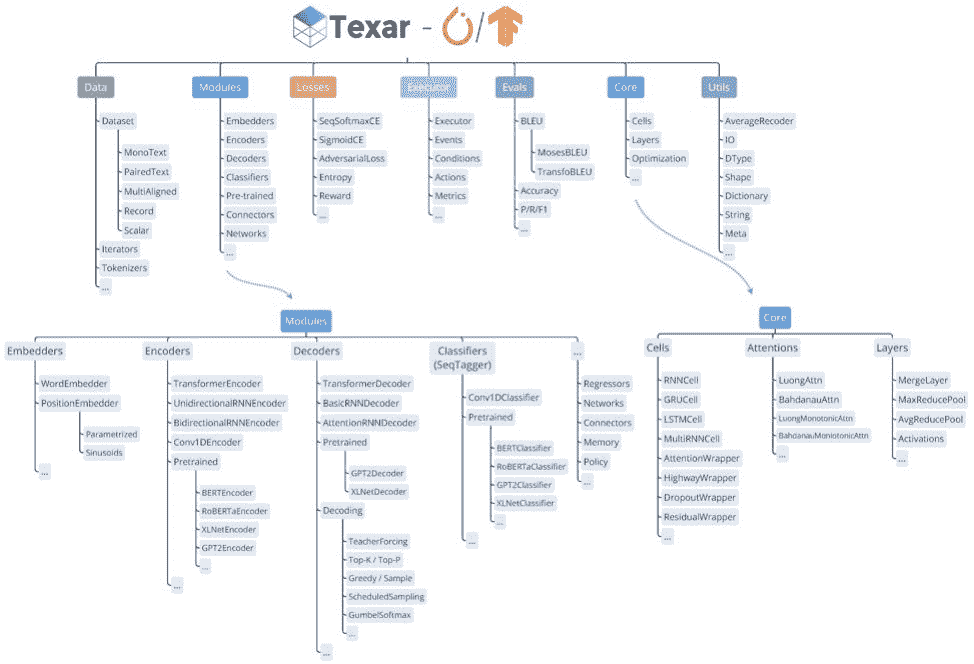 Texar - /
Data
Modules
Losses
Executor
Evals
Core
Utils
Dataset
MonoText
PairedText
MultiAligned
Record
Scalar
Iterators
Tokenizers
...
Embedders
Encoders
Decoders
Classifiers
Pre-trained
Connectors
Networks
...
SeqSoftmaxCE
SigmoidCE
AdversarialLoss
Entropy
Reward
...
Executor
Events
Conditions
Actions
Metrics
...
BLEU
MosesBLEU
TransfoBLEU
Accuracy
P/R/F1
...
Cells
Layers
Optimization
...
AverageRecoder
IO
DType
Shape
Dictionary
String
Meta
...
Modules
Embedders
WordEmbedder
PositionEmbedder
Parametrized
Sinusoids
...
Encoders
TransformerEncoder
UnidirectionalRNNEncoder
BidirectionalRNNEncoder
Conv1DEncoder
Pretrained
BERTEncoder
RoBERTaEncoder
XLNetEncoder
GPT2Encoder
...
...
Decoders
TransformerDecoder
BasicRNNDecoder
AttentionRNNDecoder
Pretrained
GPT2Decoder
XLNetDecoder
Decoding
TeacherForcing
Top-K / Top-P
Greedy / Sample
ScheduledSampling
GumbelSoftmax
...
...
Classifiers
(SeqTagger)
Conv1DClassifier
Pretrained
BERTClassifier
RoBERTaClassifier
GPT2Classifier
XLNetClassifier
...
...
...
Regressors
Networks
Connectors
Memory
Policy
...
Core
Cells
RNNCell
GRUCell
LSTMCell
MultiRNNCell
AttentionWrapper
HighwayWrapper
DropoutWrapper
ResidualWrapper
...
Attentions
LuongAttn
BahdanauAttn
LuongMonotonicAttn
BahdanauMonotonicAttn
...
Layers
MergeLayer
MaxReducePool
AvgReducePool
Activations
...